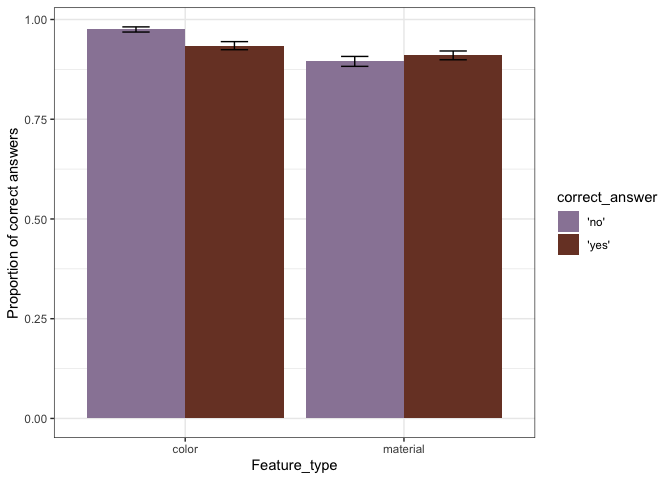 1.00
0.75
0.50
0.25
0.00
Proportion of correct answers
color
material
Feature_type
correct_answer
'no'
'yes'